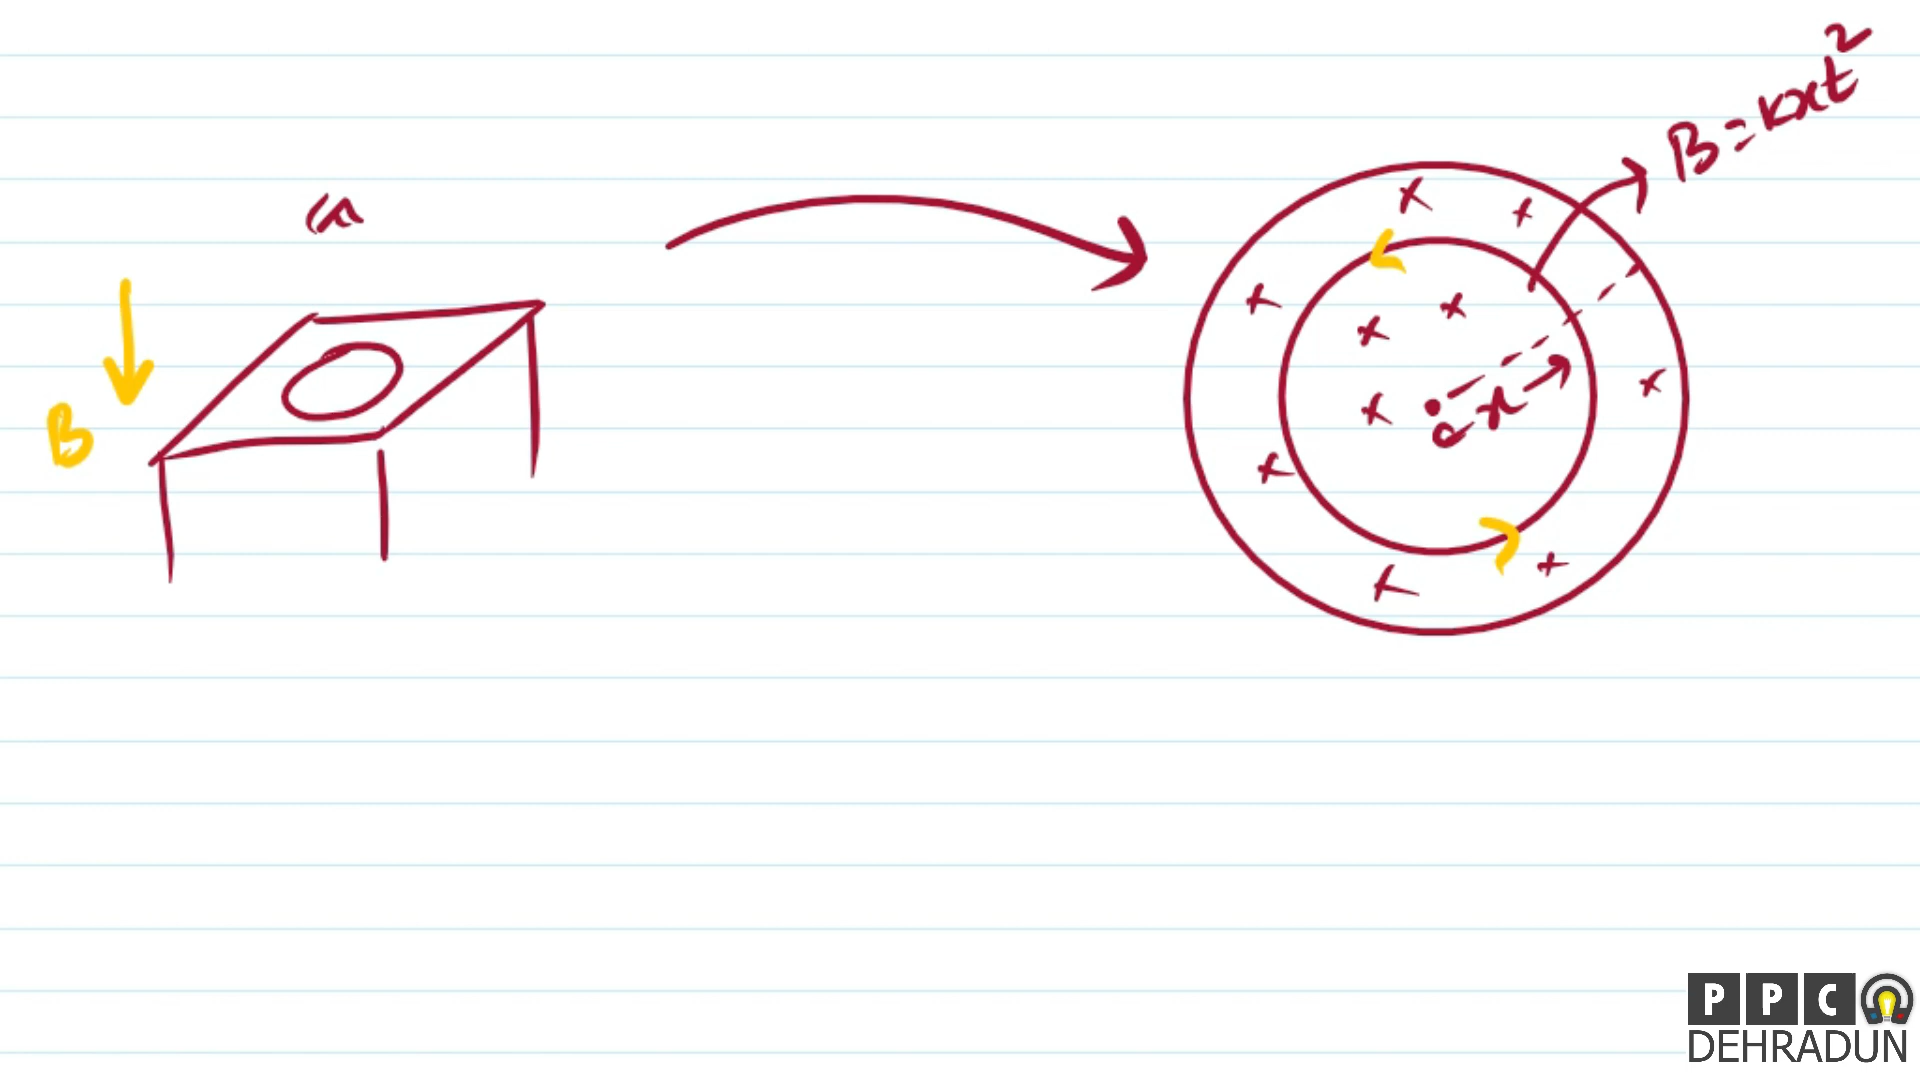 B = kxt²
B
x
PPC
DEHRADUN